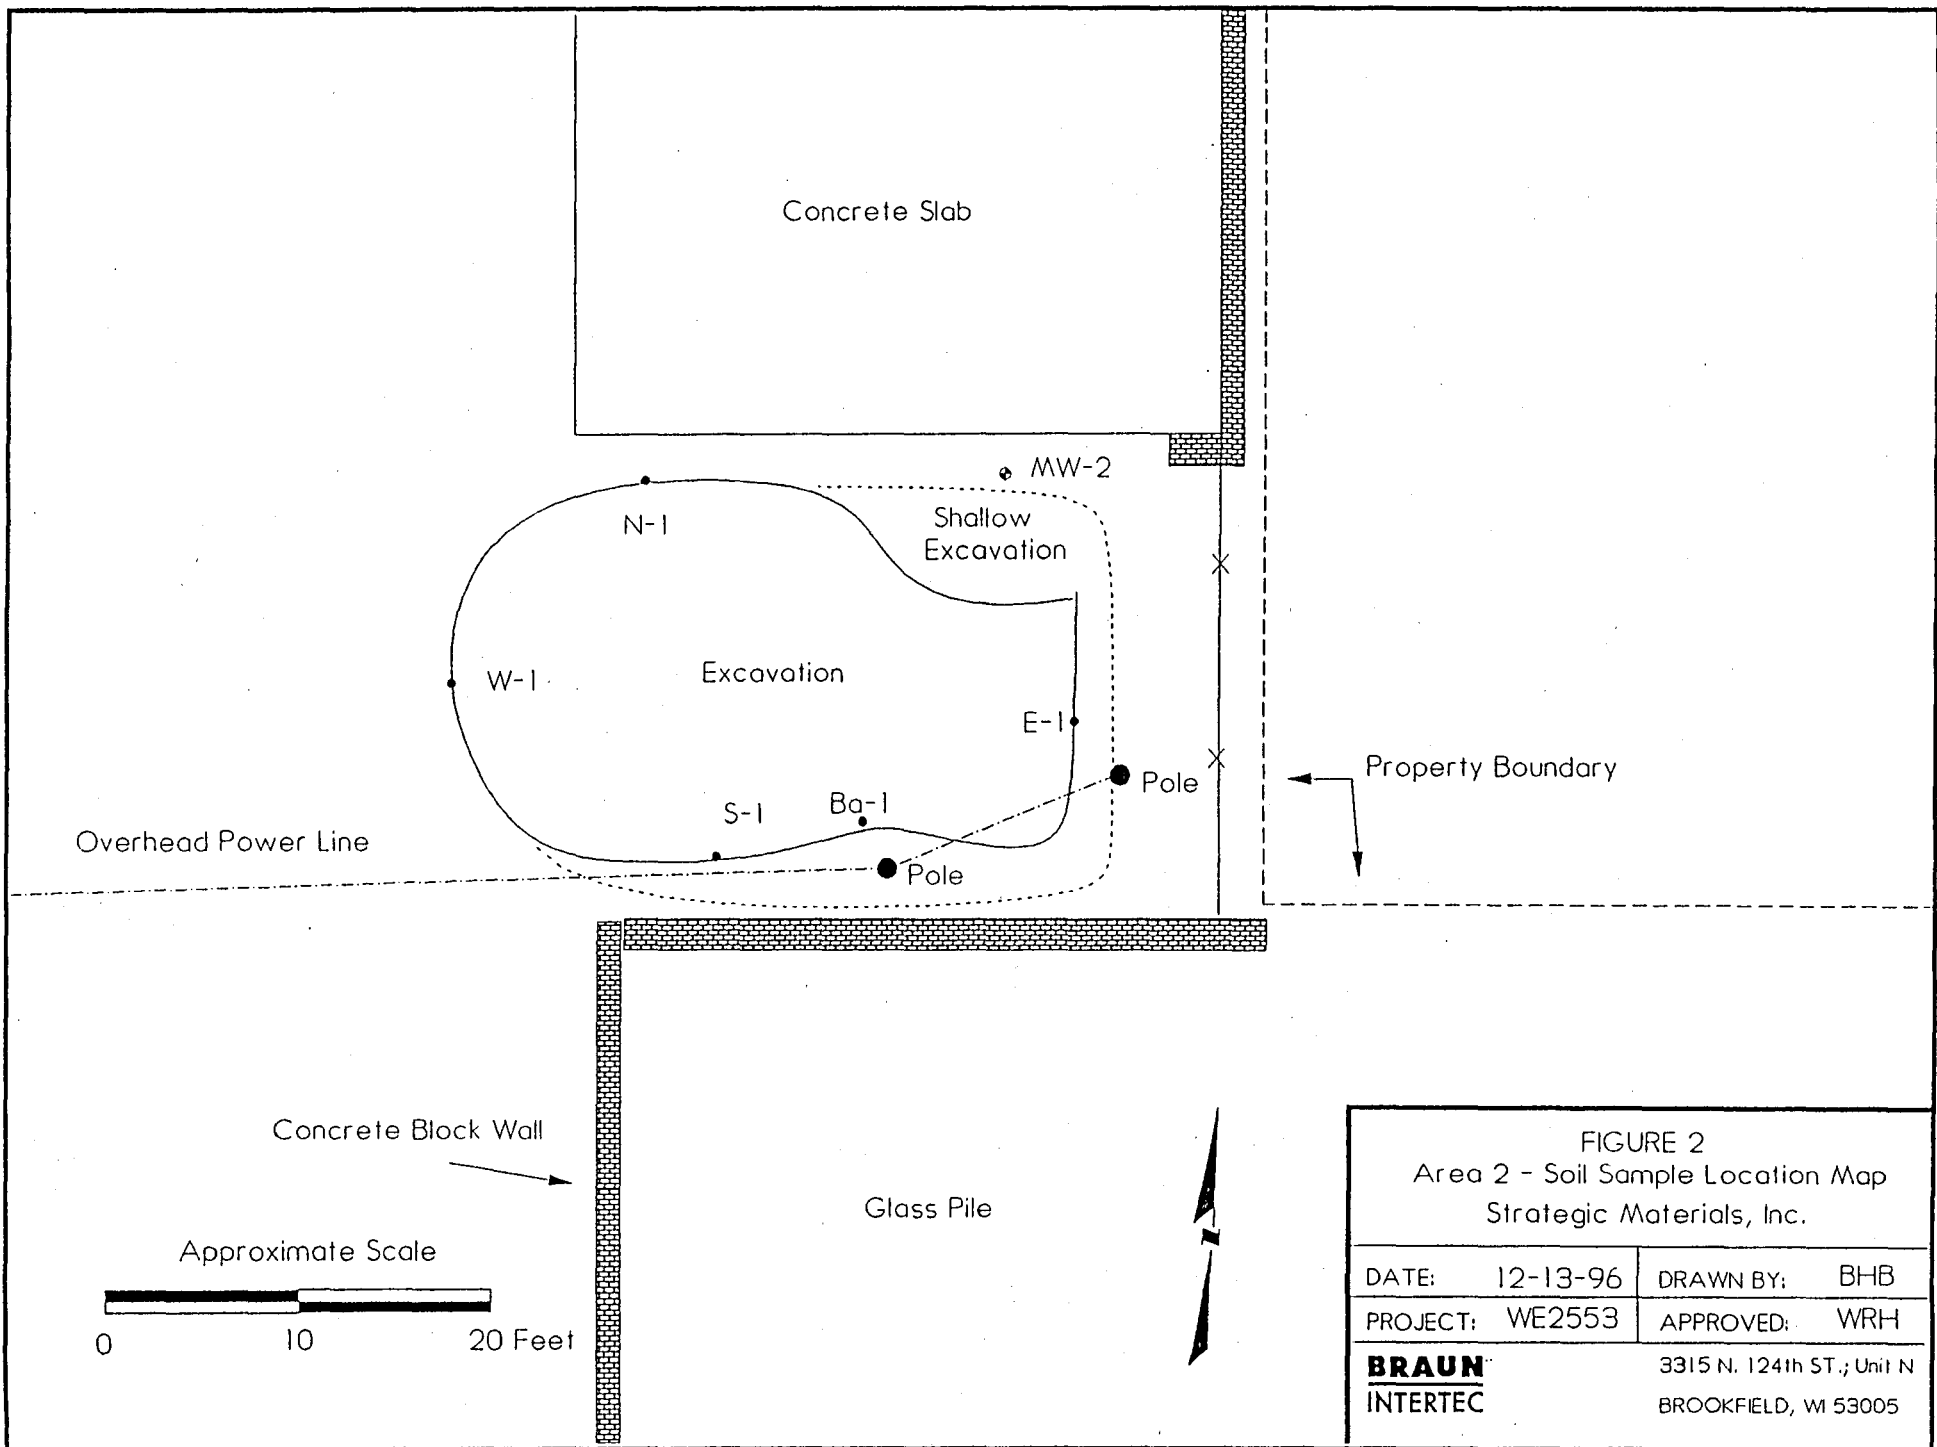 Concrete Slab
MW-2
Shallow
Excavation
N-1
W-1
Excavation
E-1
Pole
Property Boundary
S-1
Ba-1
Overhead Power Line
Pole
Concrete Block Wall
Glass Pile
N
Approximate Scale
0 10 20 Feet
FIGURE 2
Area 2 - Soil Sample Location Map
Strategic Materials, Inc.
DATE: 12-13-96 DRAWN BY: BHB
PROJECT: WE2553 APPROVED: WRH
BRAUN
INTERTEC
3315 N. 124th ST.; Unit N
BROOKFIELD, WI 53005